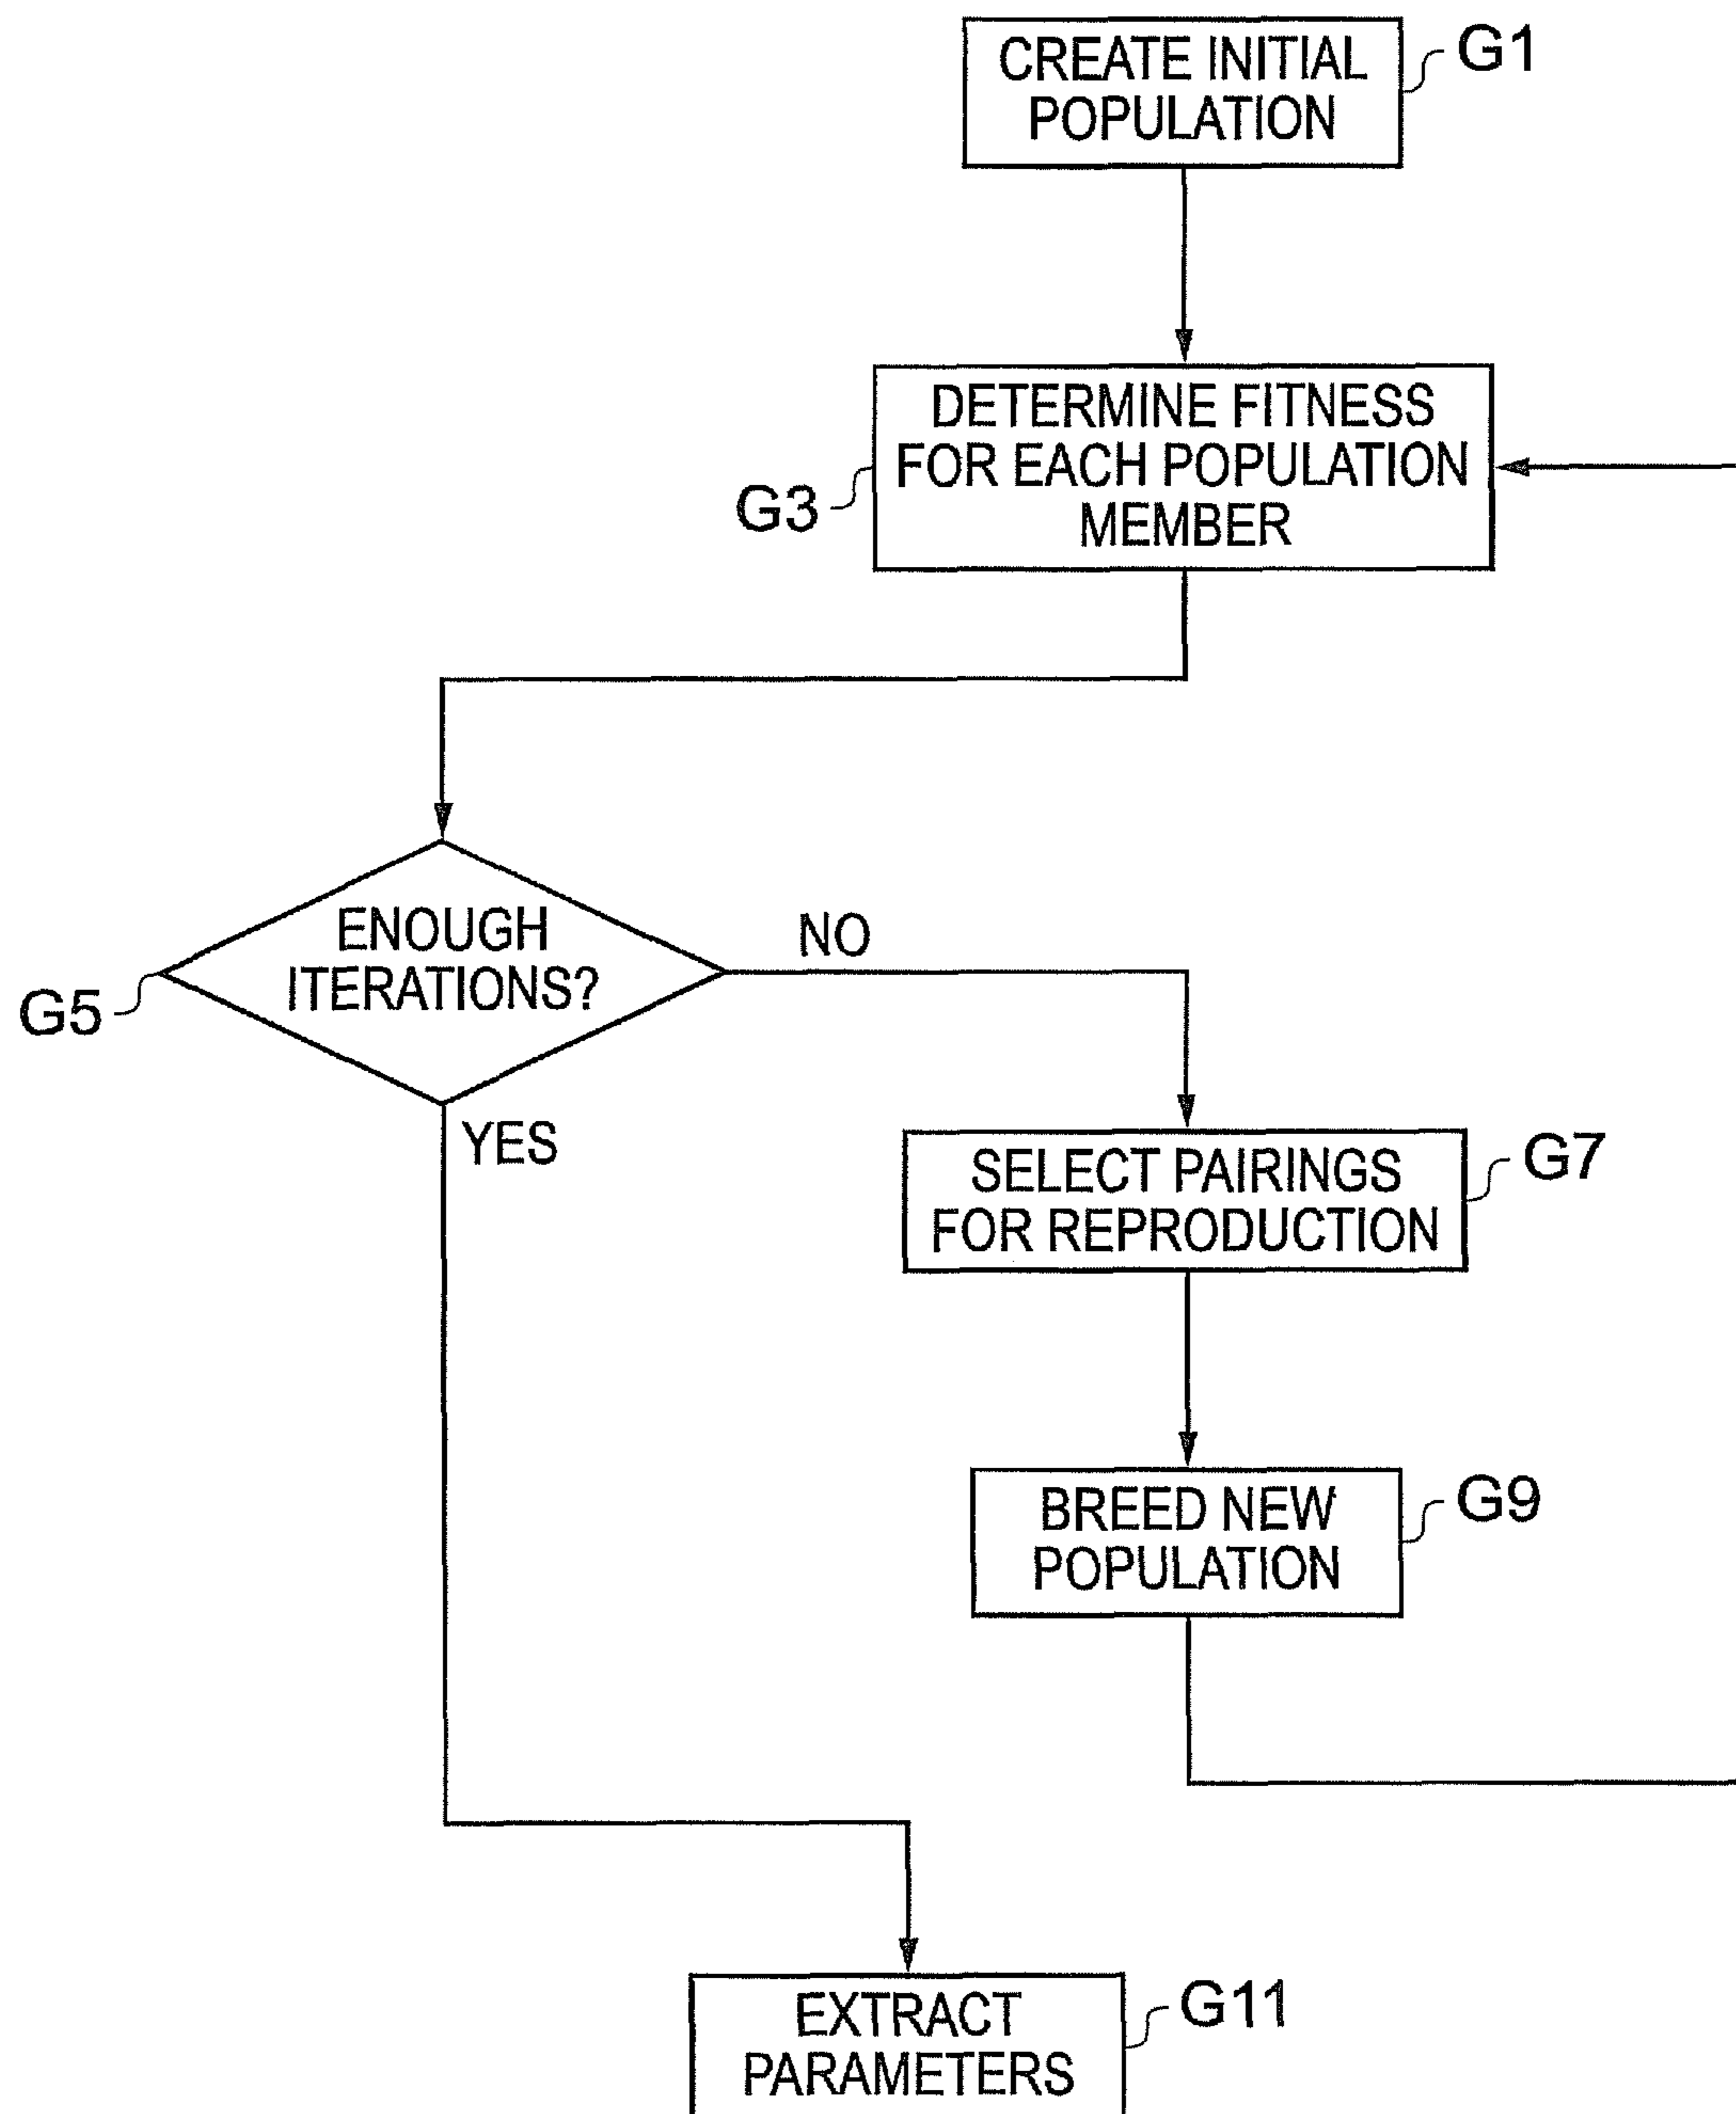 CREATE INITIAL
POPULATION
G1
DETERMINE FITNESS
FOR EACH POPULATION
MEMBER
G3
ENOUGH
ITERATIONS?
G5
NO
YES
SELECT PAIRINGS
FOR REPRODUCTION
G7
BREED NEW
POPULATION
G9
EXTRACT
PARAMETERS
G11